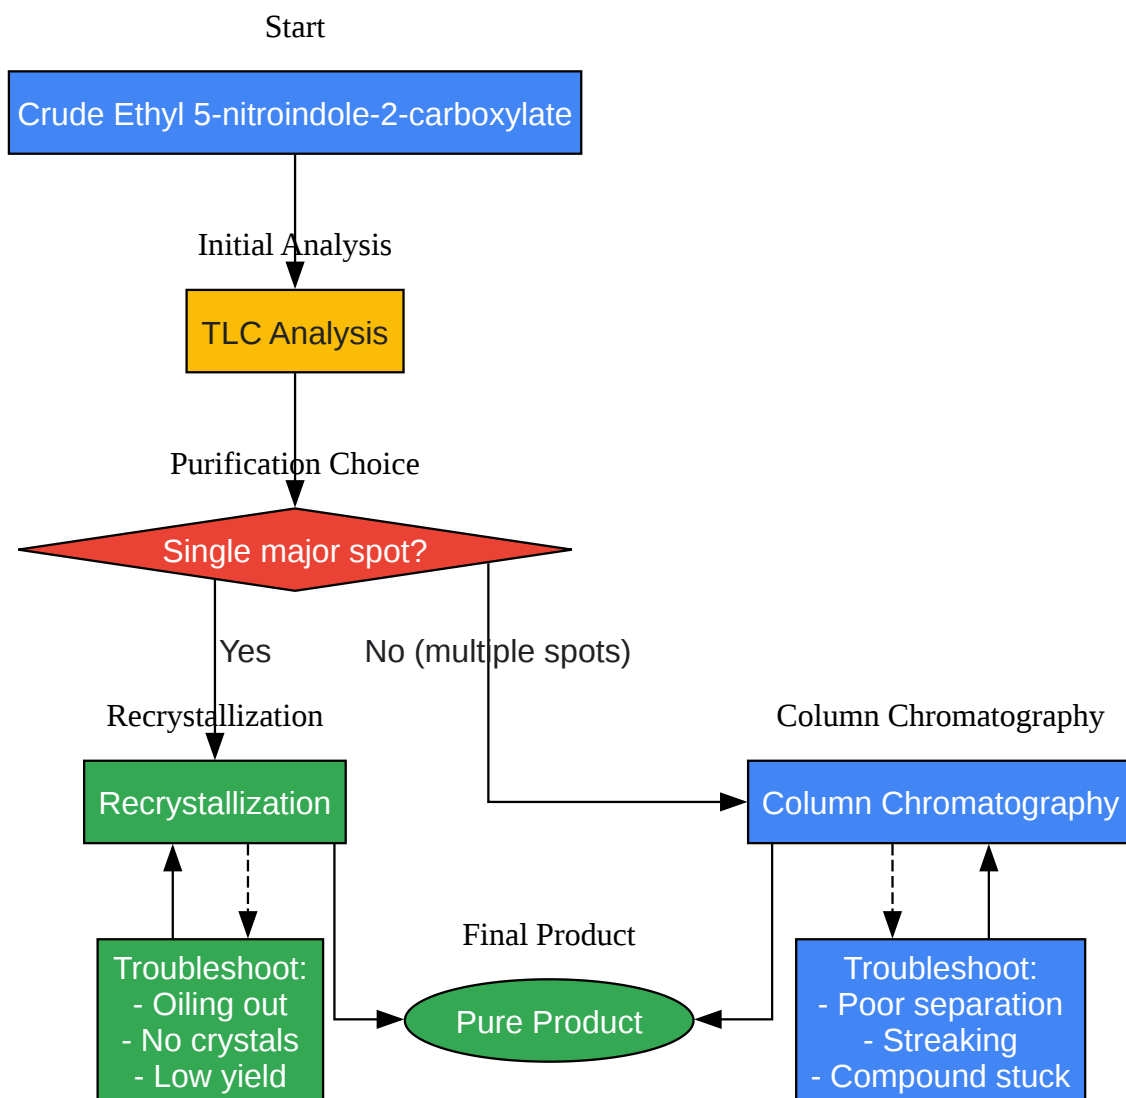 Start
Crude Ethyl 5-nitroindole-2-carboxylate
Initial Analysis
TLC Analysis
Purification Choice
Single major spot?
Yes
No (multiple spots)
Recrystallization
Column Chromatography
Recrystallization
Column Chromatography
Final Product
Troubleshoot:
- Oiling out
- No crystals
- Low yield
Pure Product
Troubleshoot:
- Poor separation
- Streaking
- Compound stuck